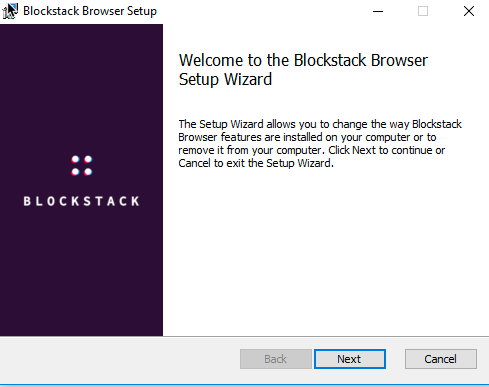 Blockstack Browser Setup
Welcome to the Blockstack Browser
Setup Wizard
The Setup Wizard allows you to change the way Blockstack
Browser features are installed on your computer or to
remove it from your computer. Click Next to continue or
Cancel to exit the Setup Wizard.
BLOCKSTACK
Back
Next
Cancel